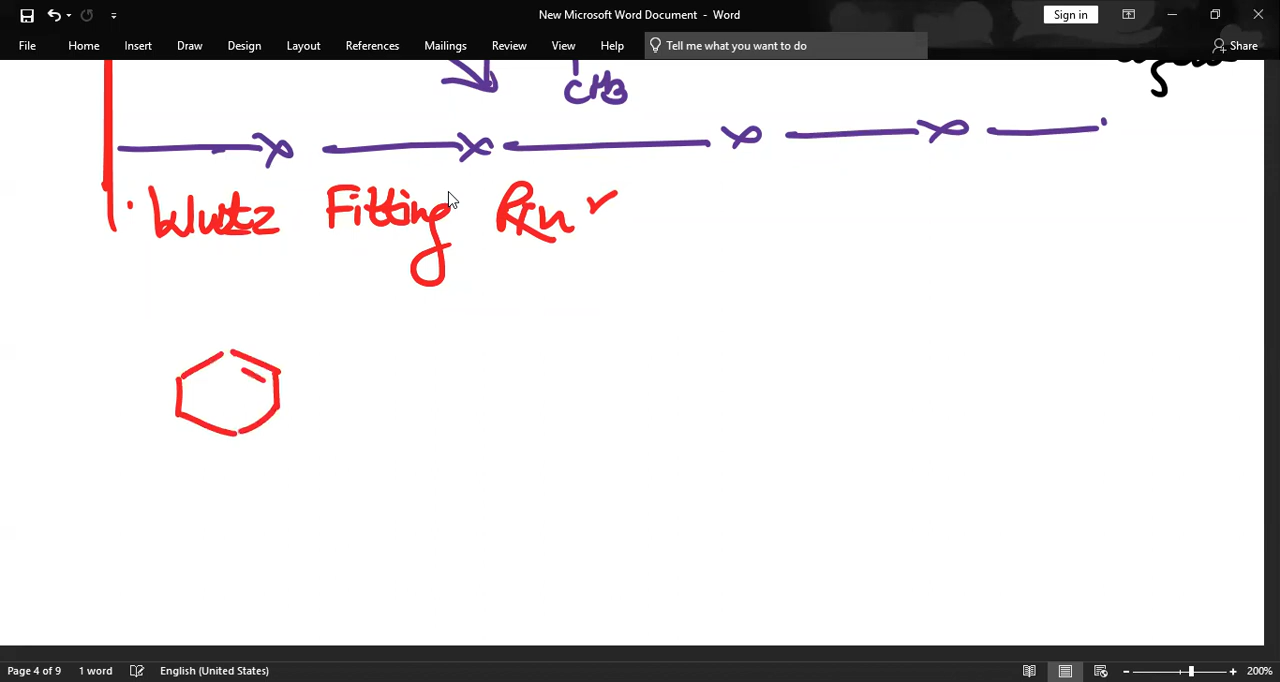 New Microsoft Word Document - Word
Sign in
File Home Insert Draw Design Layout References Mailings Review View Help Tell me what you want to do Share
CH3
Wurtz Fitting Rxn
Page 4 of 9 1 word English (United States) 200%